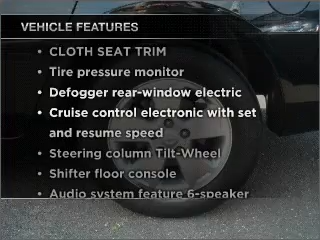 VEHICLE FEATURES
• CLOTH SEAT TRIM
• Tire pressure monitor
• Defogger rear-window electric
• Cruise control electronic with set
and resume speed
• Steering column Tilt-Wheel
• Shifter floor console
• Audio system feature 6-speaker